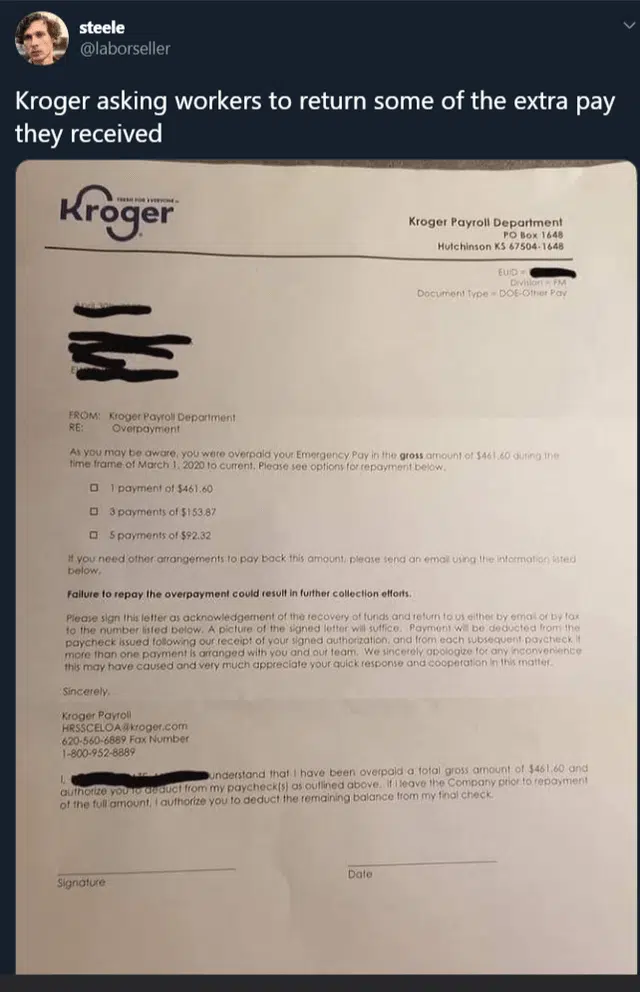 steele
@laborseller
Kroger asking workers to return some of the extra pay
they received
FRESH FOR EVERYONE™
Kroger
Kroger Payroll Department
PO Box 1648
Hutchinson KS 67504-1648
EUID =
Division = FM
Document Type = DOE-Other Pay
FROM: Kroger Payroll Department
RE: Overpayment
As you may be aware, you were overpaid your Emergency Pay in the gross amount of $461.60 during the
time frame of March 1, 2020 to current. Please see options for repayment below.
1 payment of $461.60
3 payments of $153.87
5 payments of $92.32
If you need other arrangements to pay back this amount, please send an email using the information listed
below.
Failure to repay the overpayment could result in further collection efforts.
Please sign this letter as acknowledgement of the recovery of funds and return to us either by email or by fax
to the number listed below. A picture of the signed letter will suffice. Payment will be deducted from the
paycheck issued following our receipt of your signed authorization, and from each subsequent paycheck if
more than one payment is arranged with you and our team. We sincerely apologize for any inconvenience
this may have caused and very much appreciate your quick response and cooperation in this matter.
Sincerely,
Kroger Payroll
HRSSCELOA@kroger.com
620-560-6889 Fax Number
1-800-952-8889
I, understand that I have been overpaid a total gross amount of $461.60 and
authorize you to deduct from my paycheck(s) as outlined above. If I leave the Company prior to repayment
of the full amount, I authorize you to deduct the remaining balance from my final check.
Signature
Date